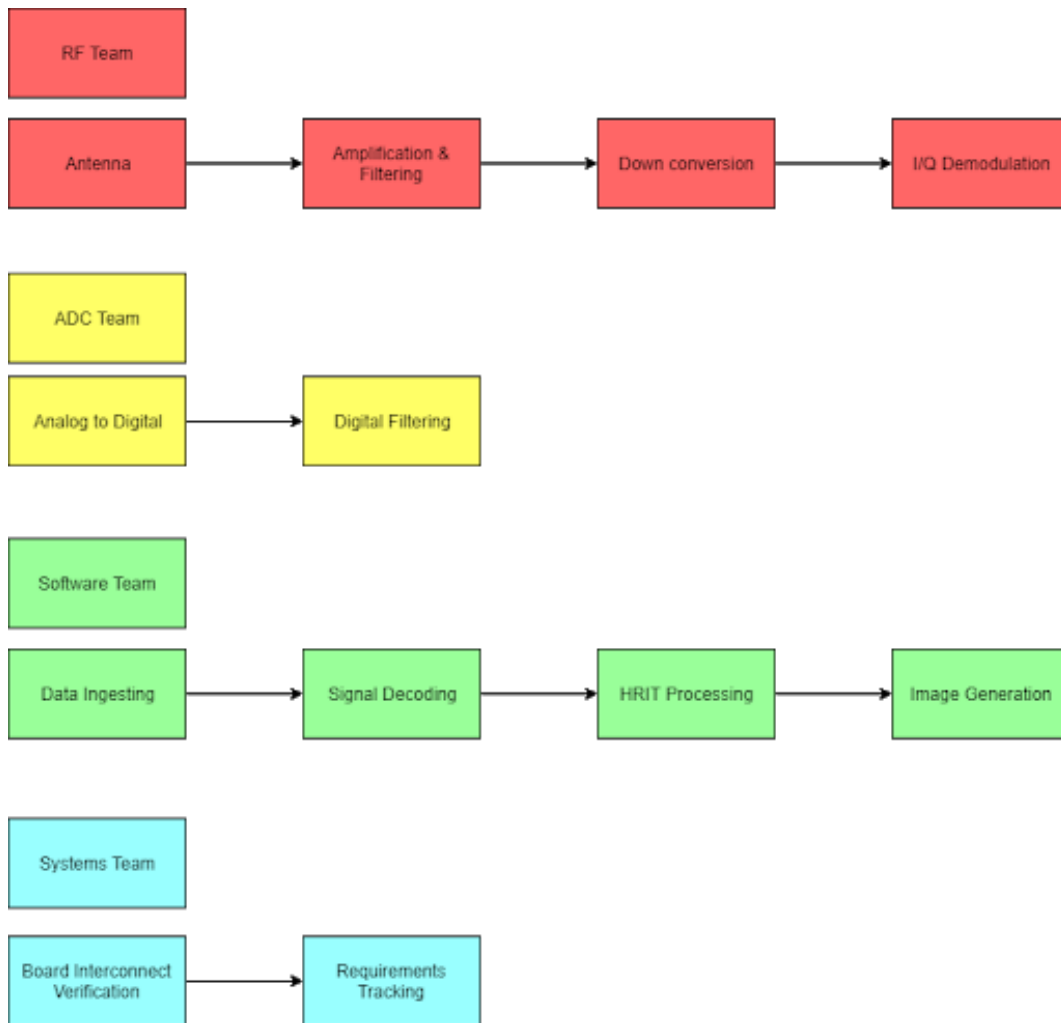 RF Team
Antenna
Amplification &
Filtering
Down conversion
I/Q Demodulation
ADC Team
Analog to Digital
Digital Filtering
Software Team
Data Ingesting
Signal Decoding
HRIT Processing
Image Generation
Systems Team
Board Interconnect
Verification
Requirements
Tracking